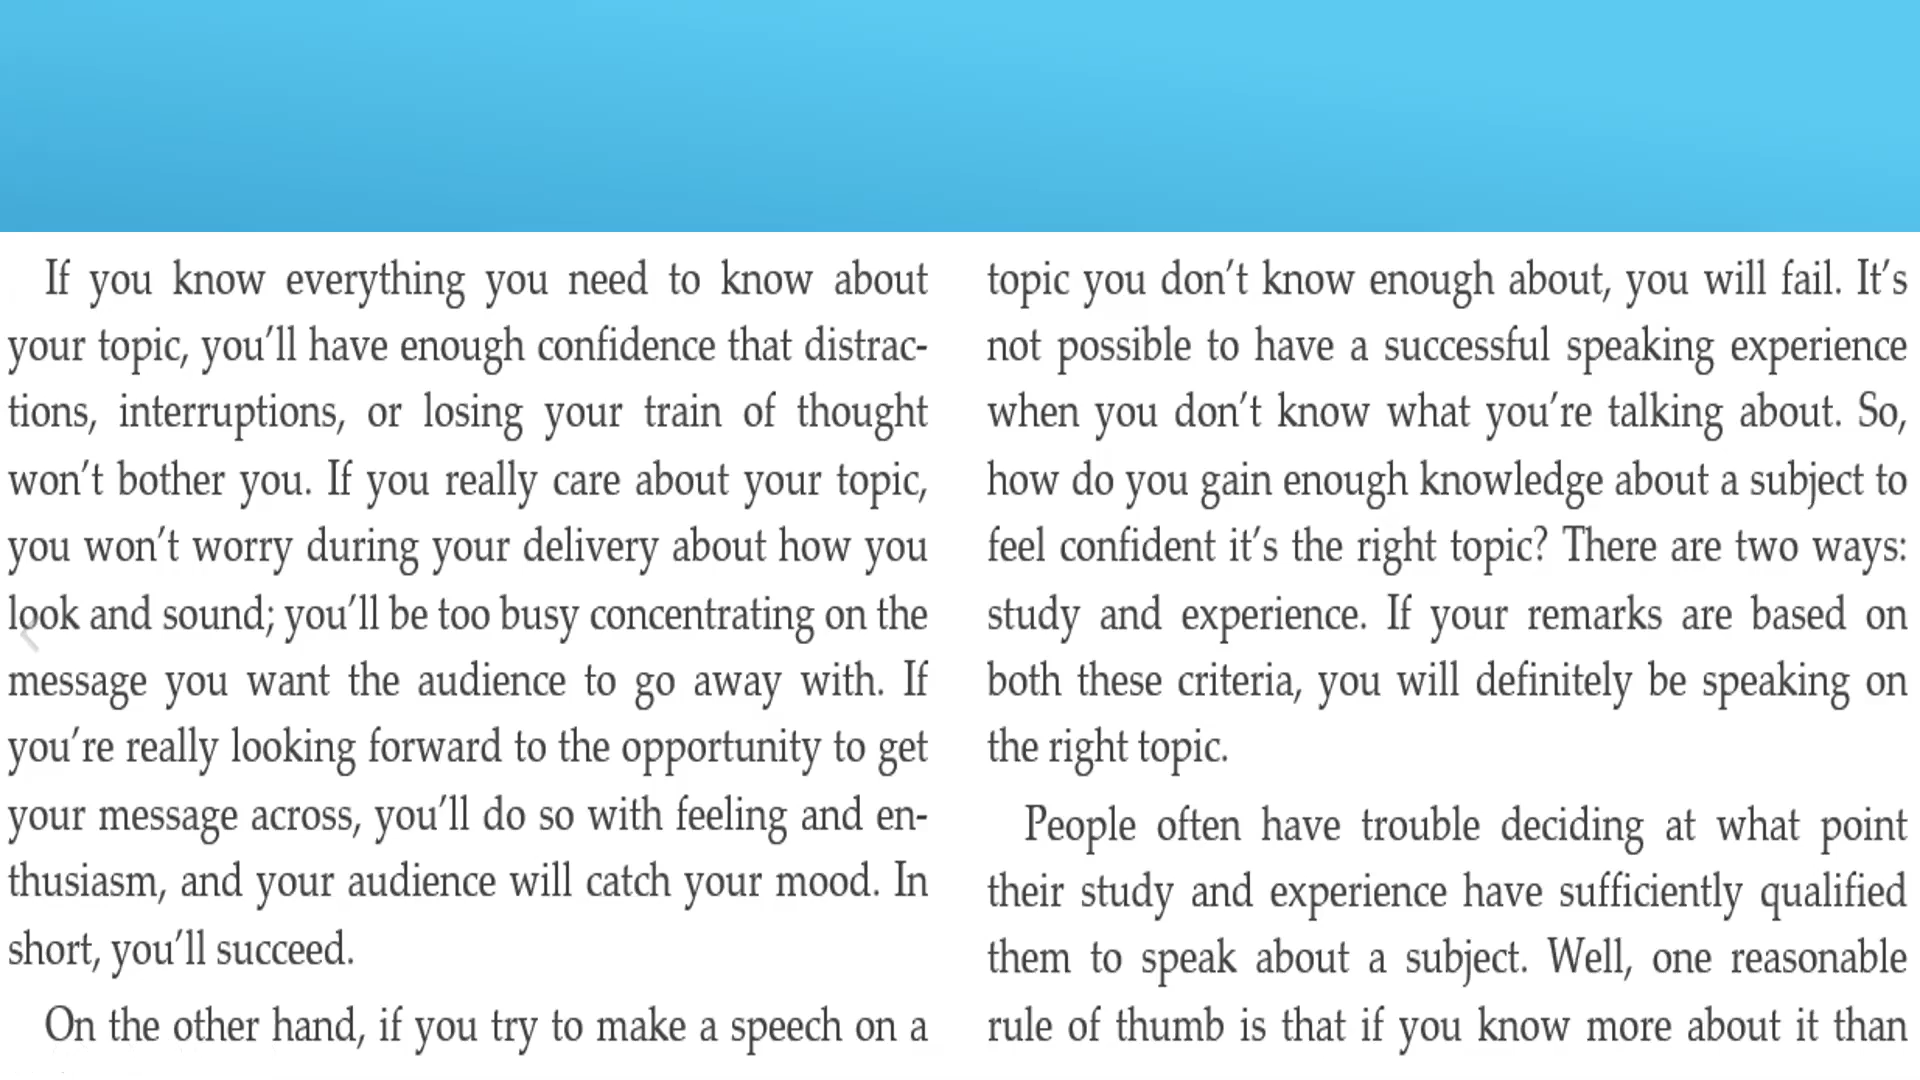 If you know everything you need to know about
your topic, you’ll have enough confidence that distrac-
tions, interruptions, or losing your train of thought
won’t bother you. If you really care about your topic,
you won’t worry during your delivery about how you
look and sound; you’ll be too busy concentrating on the
message you want the audience to go away with. If
you’re really looking forward to the opportunity to get
your message across, you’ll do so with feeling and en-
thusiasm, and your audience will catch your mood. In
short, you’ll succeed.
On the other hand, if you try to make a speech on a
topic you don’t know enough about, you will fail. It’s
not possible to have a successful speaking experience
when you don’t know what you’re talking about. So,
how do you gain enough knowledge about a subject to
feel confident it’s the right topic? There are two ways:
study and experience. If your remarks are based on
both these criteria, you will definitely be speaking on
the right topic.
People often have trouble deciding at what point
their study and experience have sufficiently qualified
them to speak about a subject. Well, one reasonable
rule of thumb is that if you know more about it than